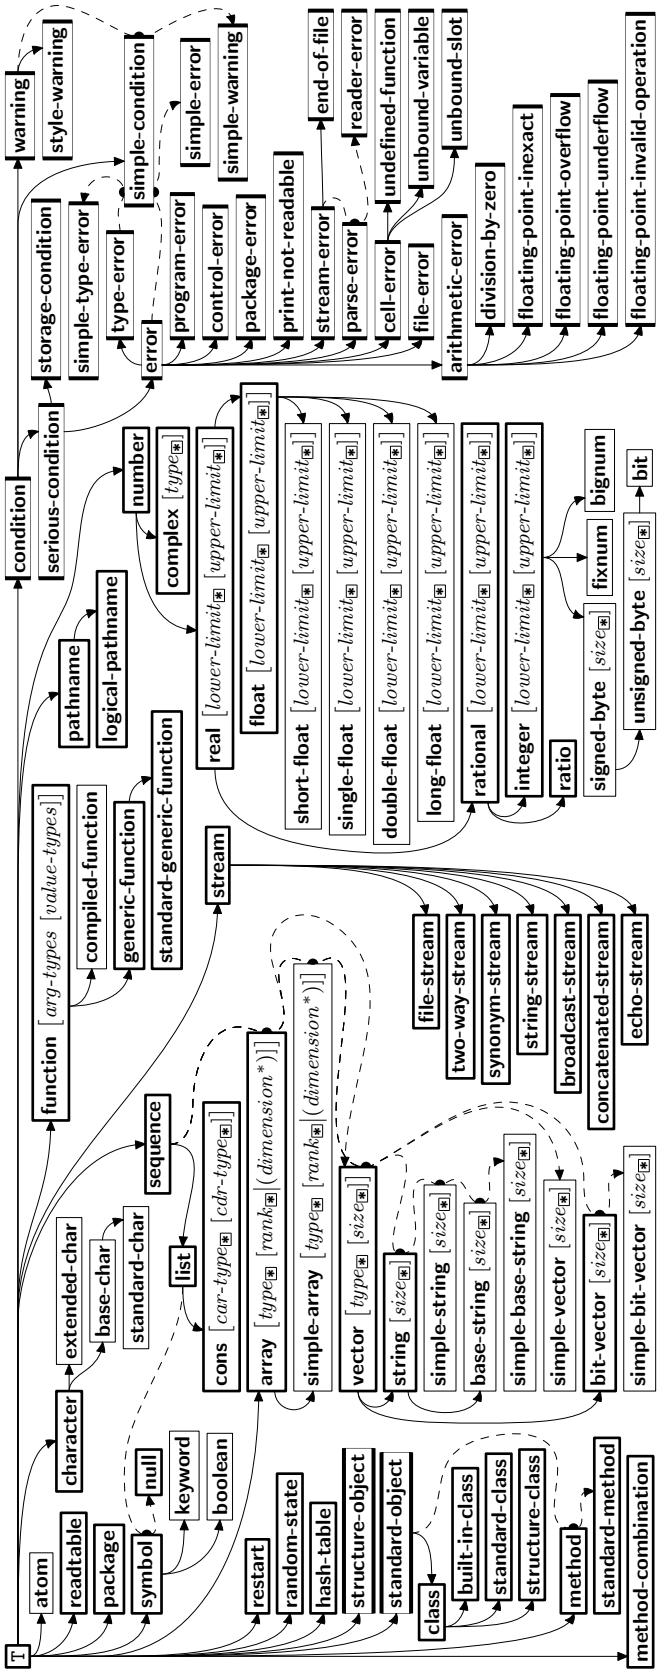 T
atom
readtable
package
symbol
null
keyword
boolean
restart
random-state
hash-table
structure-object
standard-object
class
built-in-class
standard-class
structure-class
method
standard-method
method-combination
character
extended-char
base-char
standard-char
sequence
list
cons [car-type* [cdr-type*]]
array [type* [rank*|(dimension*)]]
simple-array [type* [rank*|(dimension*)]]
vector [type* [size*]]
string [size*]
simple-string [size*]
base-string [size*]
simple-base-string [size*]
simple-vector [size*]
bit-vector [size*]
simple-bit-vector [size*]
function [arg-types [value-types]]
compiled-function
generic-function
standard-generic-function
stream
file-stream
two-way-stream
synonym-stream
string-stream
broadcast-stream
concatenated-stream
echo-stream
pathname
logical-pathname
number
complex [type*]
real [lower-limit* [upper-limit*]]
float [lower-limit* [upper-limit*]]
short-float [lower-limit* [upper-limit*]]
single-float [lower-limit* [upper-limit*]]
double-float [lower-limit* [upper-limit*]]
long-float [lower-limit* [upper-limit*]]
rational [lower-limit* [upper-limit*]]
integer [lower-limit* [upper-limit*]]
ratio
signed-byte [size*]
fixnum
bignum
unsigned-byte [size*]
bit
condition
serious-condition
storage-condition
simple-type-error
type-error
error
program-error
control-error
package-error
print-not-readable
stream-error
end-of-file
parse-error
reader-error
cell-error
undefined-function
unbound-variable
unbound-slot
file-error
arithmetic-error
division-by-zero
floating-point-inexact
floating-point-overflow
floating-point-underflow
floating-point-invalid-operation
warning
style-warning
simple-condition
simple-error
simple-warning